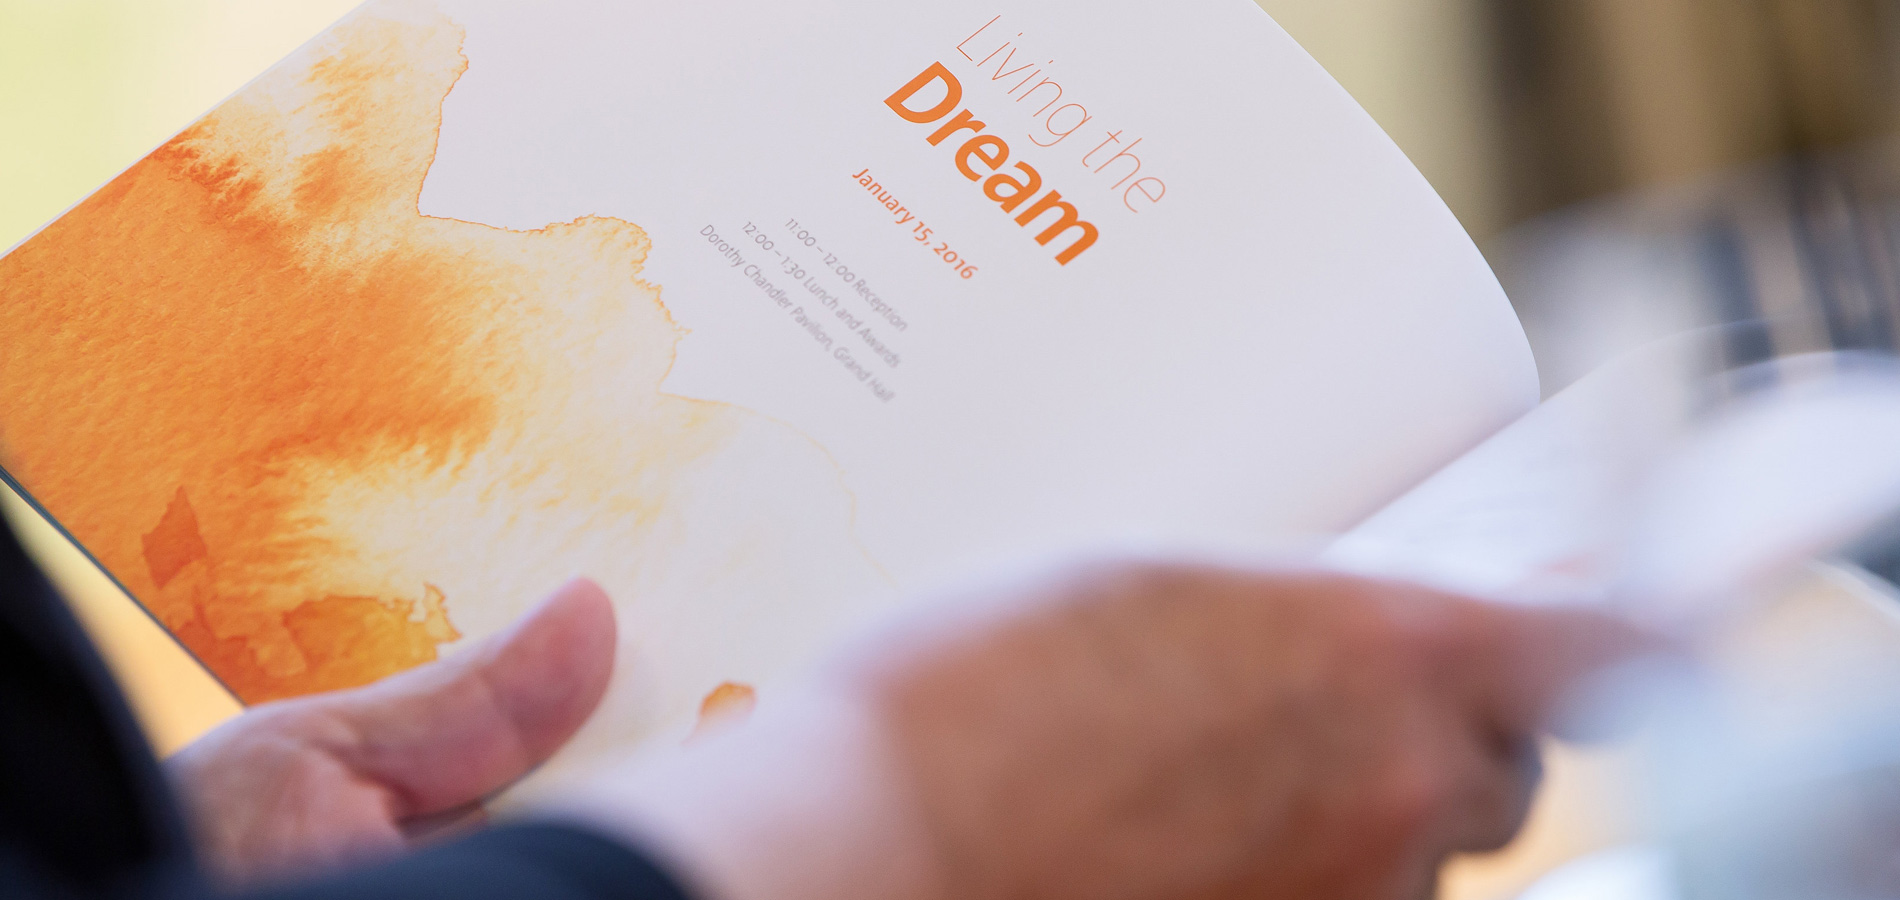 Living the
Dream
January 15, 2016
11:00 – 12:00 Reception
12:00 – 1:30 Lunch and Awards
Dorothy Chandler Pavilion, Grand Hall